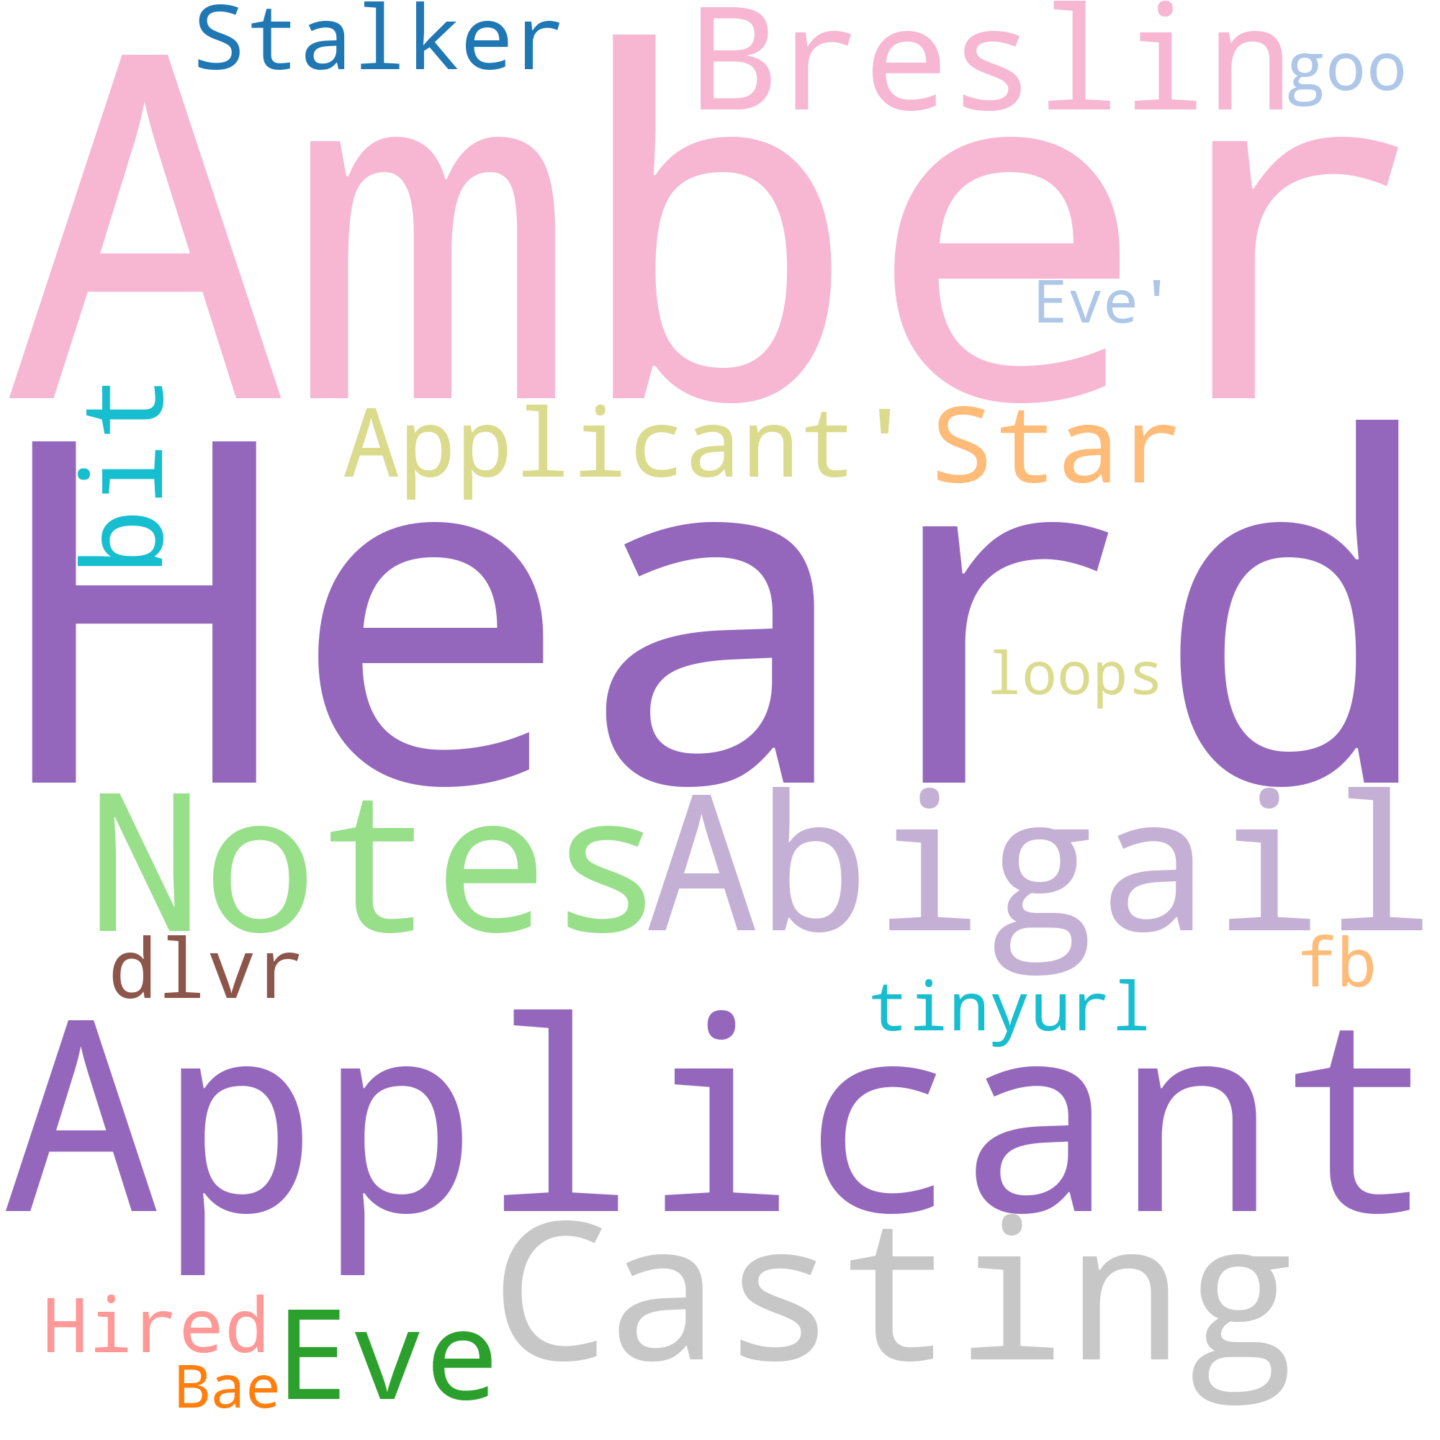 Stalker
Breslin
goo
Amber
Eve'
bit
Applicant'
Star
Heard
loops
Notes
Abigail
dlvr
fb
tinyurl
Applicant
Casting
Hired
Eve
Bae